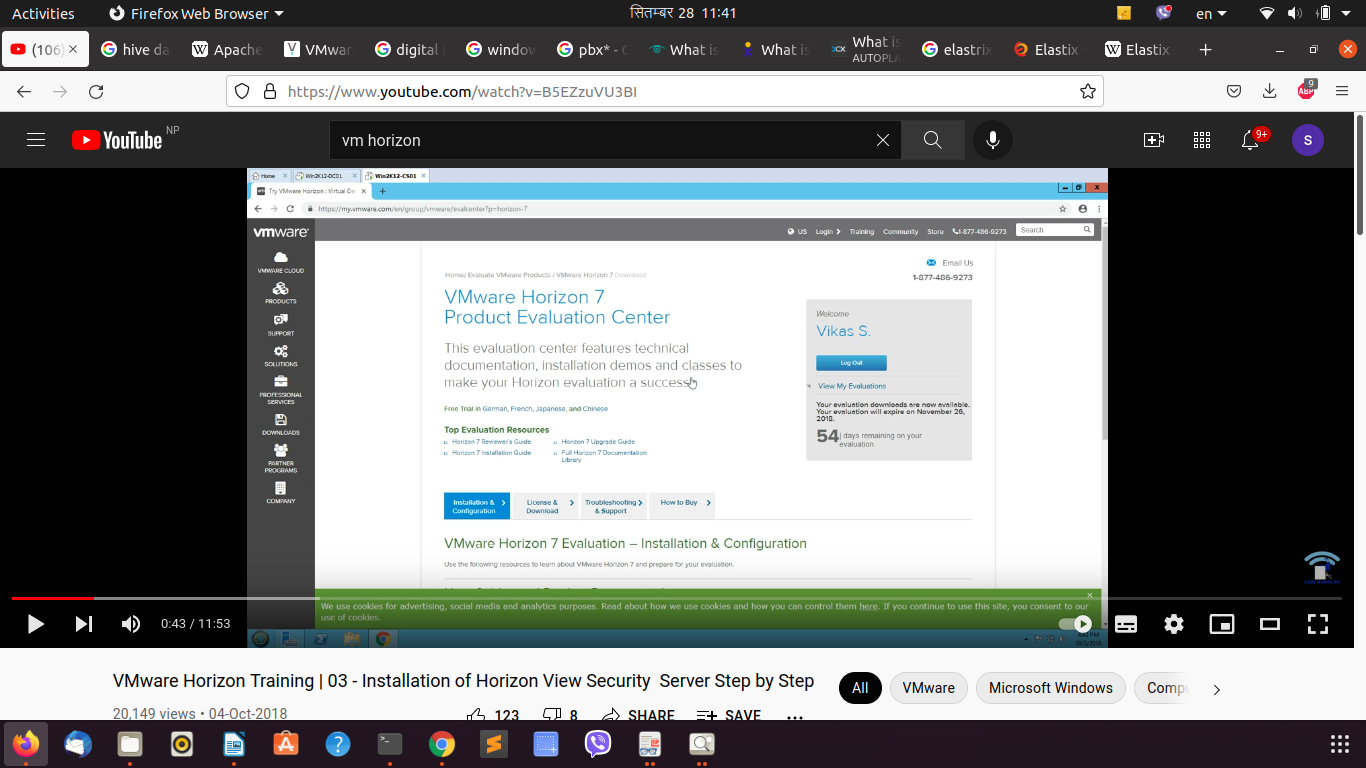 Activities
Firefox Web Browser
सितम्बर 28 11:41
en
(106)
hive da
Apache
VMwar
digital
window
pbx* - G
What is
What is
What is
AUTOPLA
elastrix
Elastix
Elastix
https://www.youtube.com/watch?v=B5EZzuVU3BI
ABP
9
YouTube NP
vm horizon
9+
S
Home
Win2K12-DC01
Win2K12-CS01
Try VMware Horizon : Virtual De
https://my.vmware.com/en/group/vmware/evalcenter?p=horizon-7
vmware
US
Login
Training
Community
Store
1-877-486-9273
Search
VMWARE CLOUD
PRODUCTS
SUPPORT
SOLUTIONS
PROFESSIONAL
SERVICES
DOWNLOADS
PARTNER
PROGRAMS
COMPANY
Home/ Evaluate VMware Products / VMware Horizon 7 Download
Email Us
1-877-486-9273
VMware Horizon 7
Product Evaluation Center
This evaluation center features technical
documentation, installation demos and classes to
make your Horizon evaluation a success.
Free Trial in German, French, Japanese, and Chinese
Top Evaluation Resources
Horizon 7 Reviewer's Guide
Horizon 7 Upgrade Guide
Horizon 7 Installation Guide
Full Horizon 7 Documentation
Library
Welcome
Vikas S.
Log Out
View My Evaluations
Your evaluation downloads are now available.
Your evaluation will expire on November 26,
2018.
54 days remaining on your
evaluation.
Installation &
Configuration
License &
Download
Troubleshooting
& Support
How to Buy
VMware Horizon 7 Evaluation – Installation & Configuration
Use the following resources to learn about VMware Horizon 7 and prepare for your evaluation.
We use cookies for advertising, social media and analytics purposes. Read about how we use cookies and how you can control them here. If you continue to use this site, you consent to our
use of cookies.
0:43 / 11:53
VMware Horizon Training | 03 - Installation of Horizon View Security Server Step by Step
20,149 views • 04-Oct-2018
123
8
SHARE
SAVE
All
VMware
Microsoft Windows
Compu